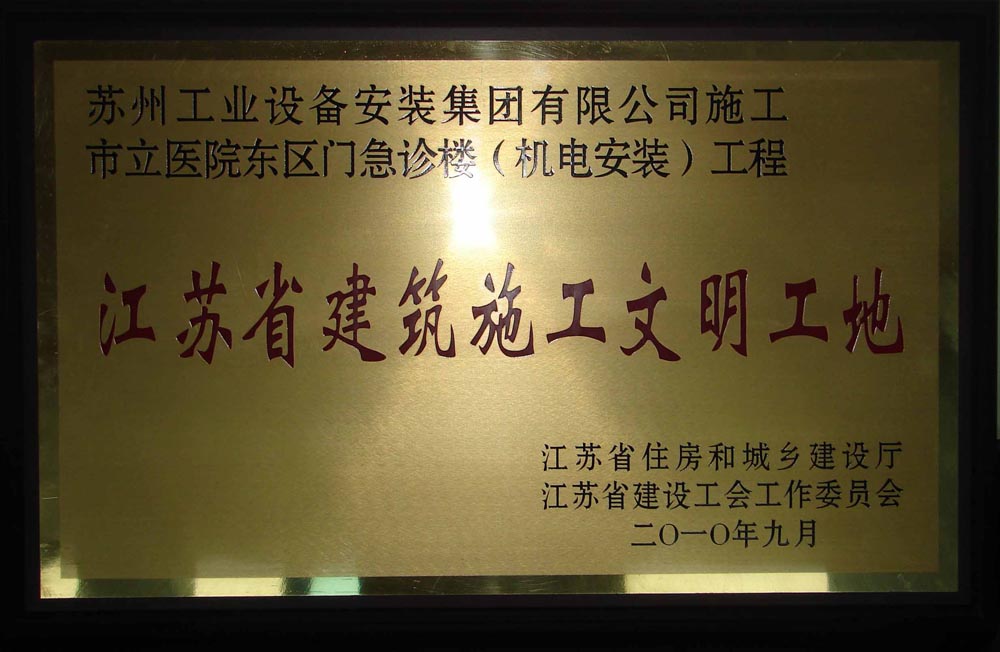 苏州工业设备安装集团有限公司施工
市立医院东区门急诊楼（机电安装）工程
江苏省建筑施工文明工地
江苏省住房和城乡建设厅
江苏省建设工会工作委员会
二〇一〇年九月